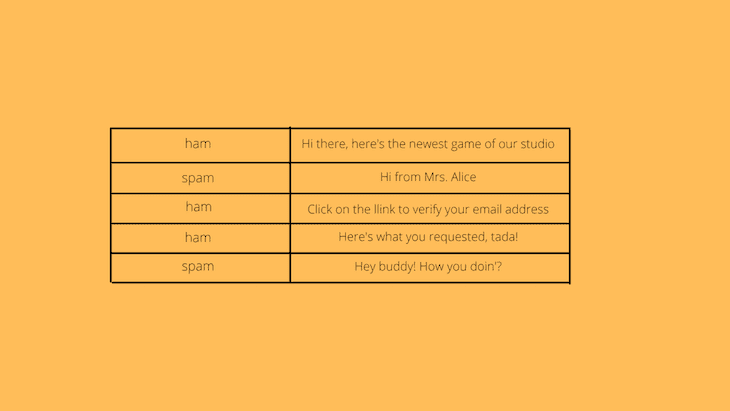 ham Hi there, here's the newest game of our studio
spam Hi from Mrs. Alice
ham Click on the llink to verify your email address
ham Here's what you requested, tada!
spam Hey buddy! How you doin'?